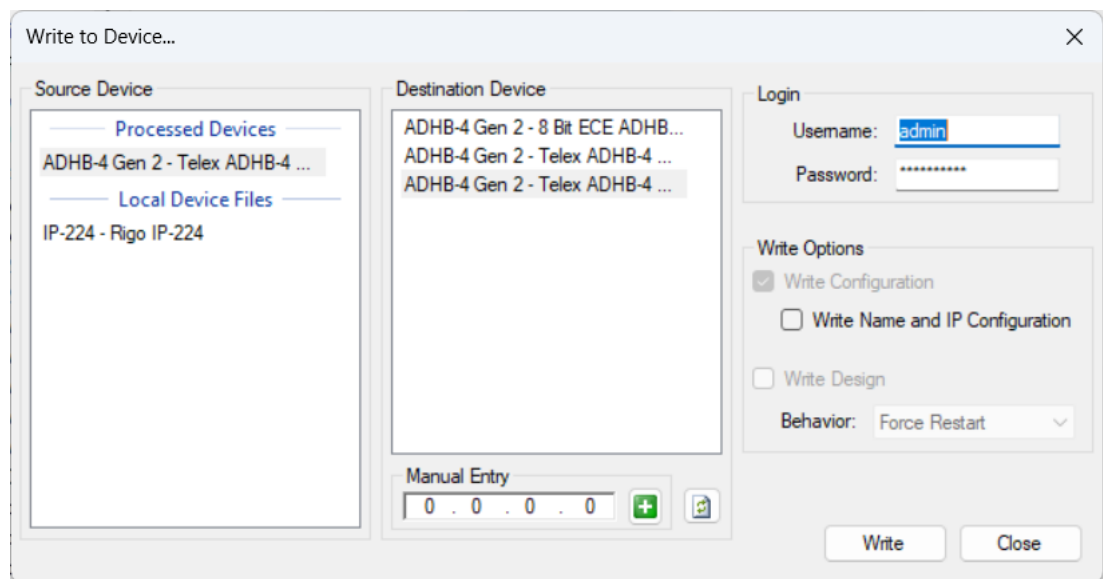 Write to Device...
Source Device
Processed Devices
ADHB-4 Gen 2 - Telex ADHB-4 ...
Local Device Files
IP-224 - Rigo IP-224
Destination Device
ADHB-4 Gen 2 - 8 Bit ECE ADHB...
ADHB-4 Gen 2 - Telex ADHB-4 ...
ADHB-4 Gen 2 - Telex ADHB-4 ...
Manual Entry
0 . 0 . 0 . 0
Login
Username: admin
Password: **********
Write Options
Write Configuration
Write Name and IP Configuration
Write Design
Behavior: Force Restart
Write
Close